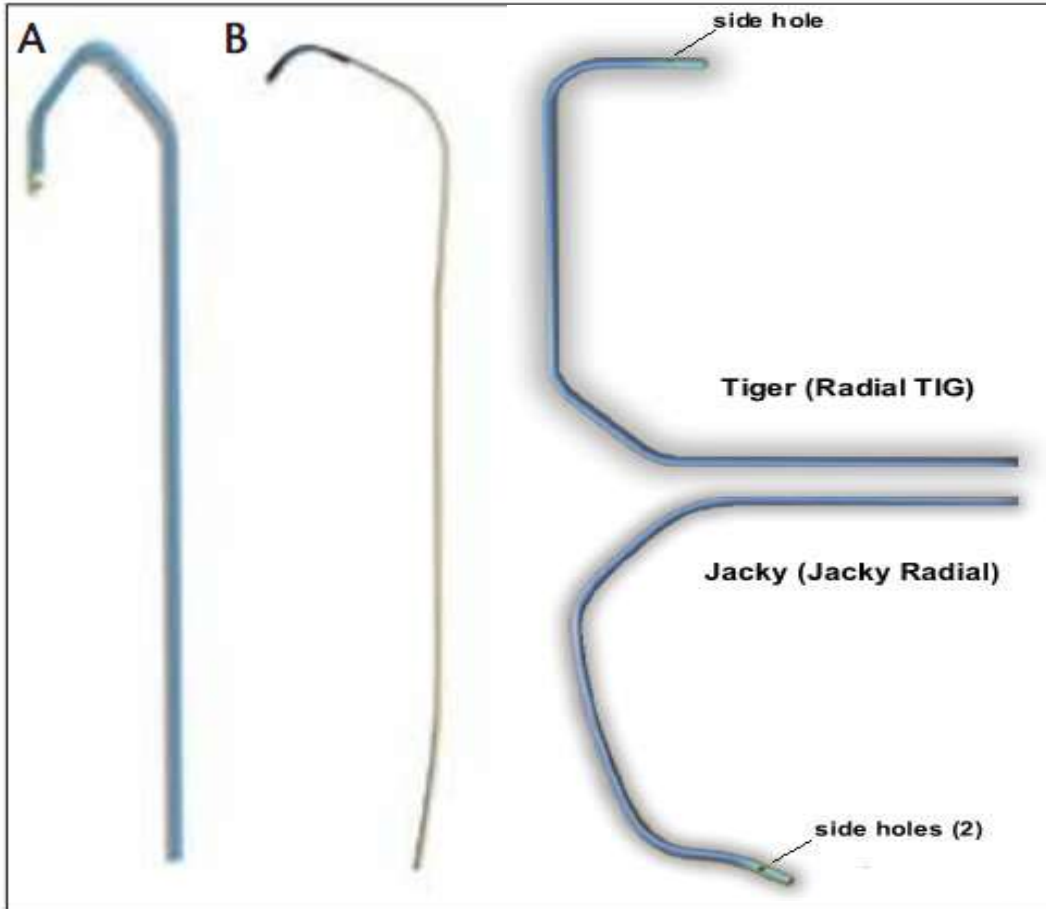 A
B
side hole
Tiger (Radial TIG)
Jacky (Jacky Radial)
side holes (2)